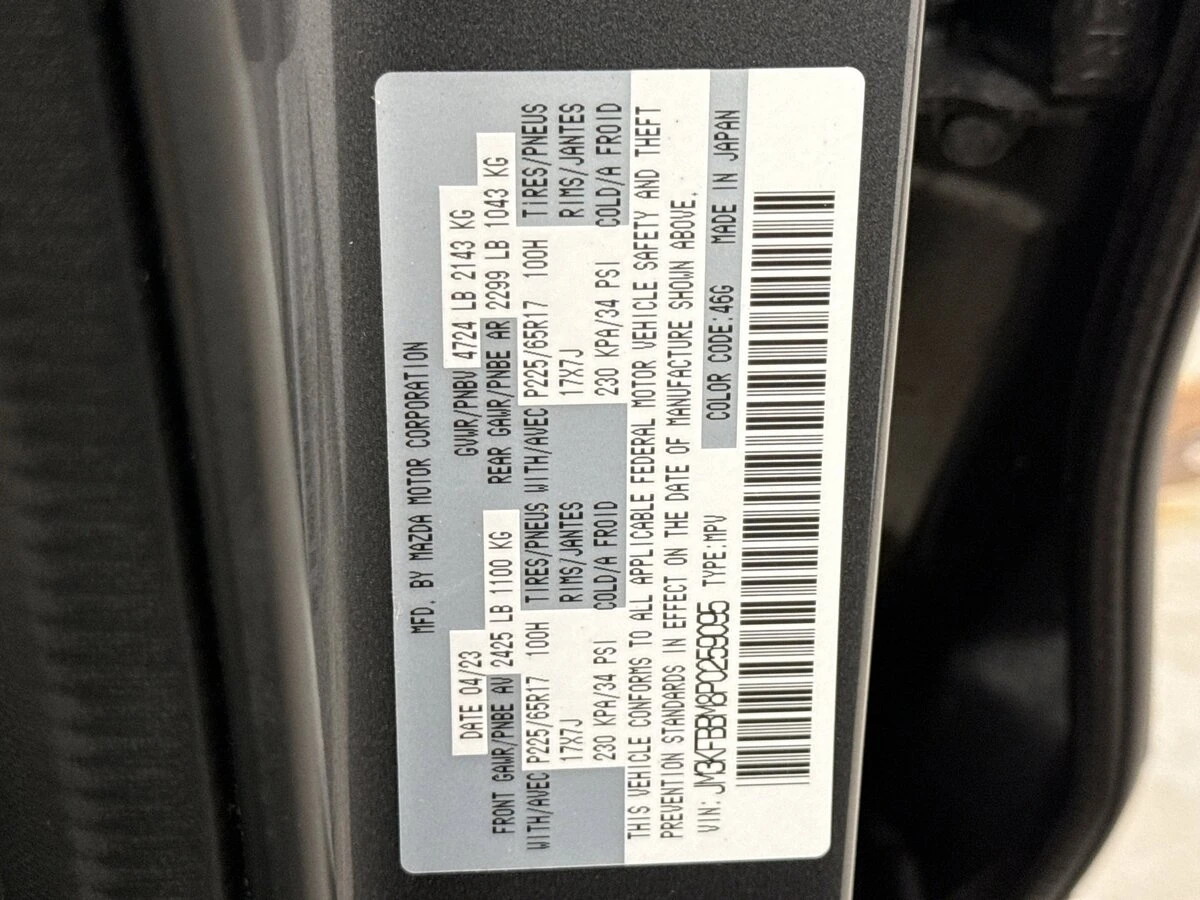 MFD. BY MAZDA MOTOR CORPORATION
DATE 04/23 GVWR/PNBV 4724 LB 2143 KG
FRONT GAWR/PNBE AV 2425 LB 1100 KG REAR GAWR/PNBE AR 2299 LB 1043 KG
WITH/AVEC P225/65R17 100H TIRES/PNEUS WITH/AVEC P225/65R17 100H TIRES/PNEUS
17X7J RIMS/JANTES 17X7J RIMS/JANTES
230 KPA/34 PSI COLD/A FROID 230 KPA/34 PSI COLD/A FROID
THIS VEHICLE CONFORMS TO ALL APPLICABLE FEDERAL MOTOR VEHICLE SAFETY AND THEFT
PREVENTION STANDARDS IN EFFECT ON THE DATE OF MANUFACTURE SHOWN ABOVE.
VIN: JM3KFBBM8P0259095 TYPE:MPV COLOR CODE:46G MADE IN JAPAN